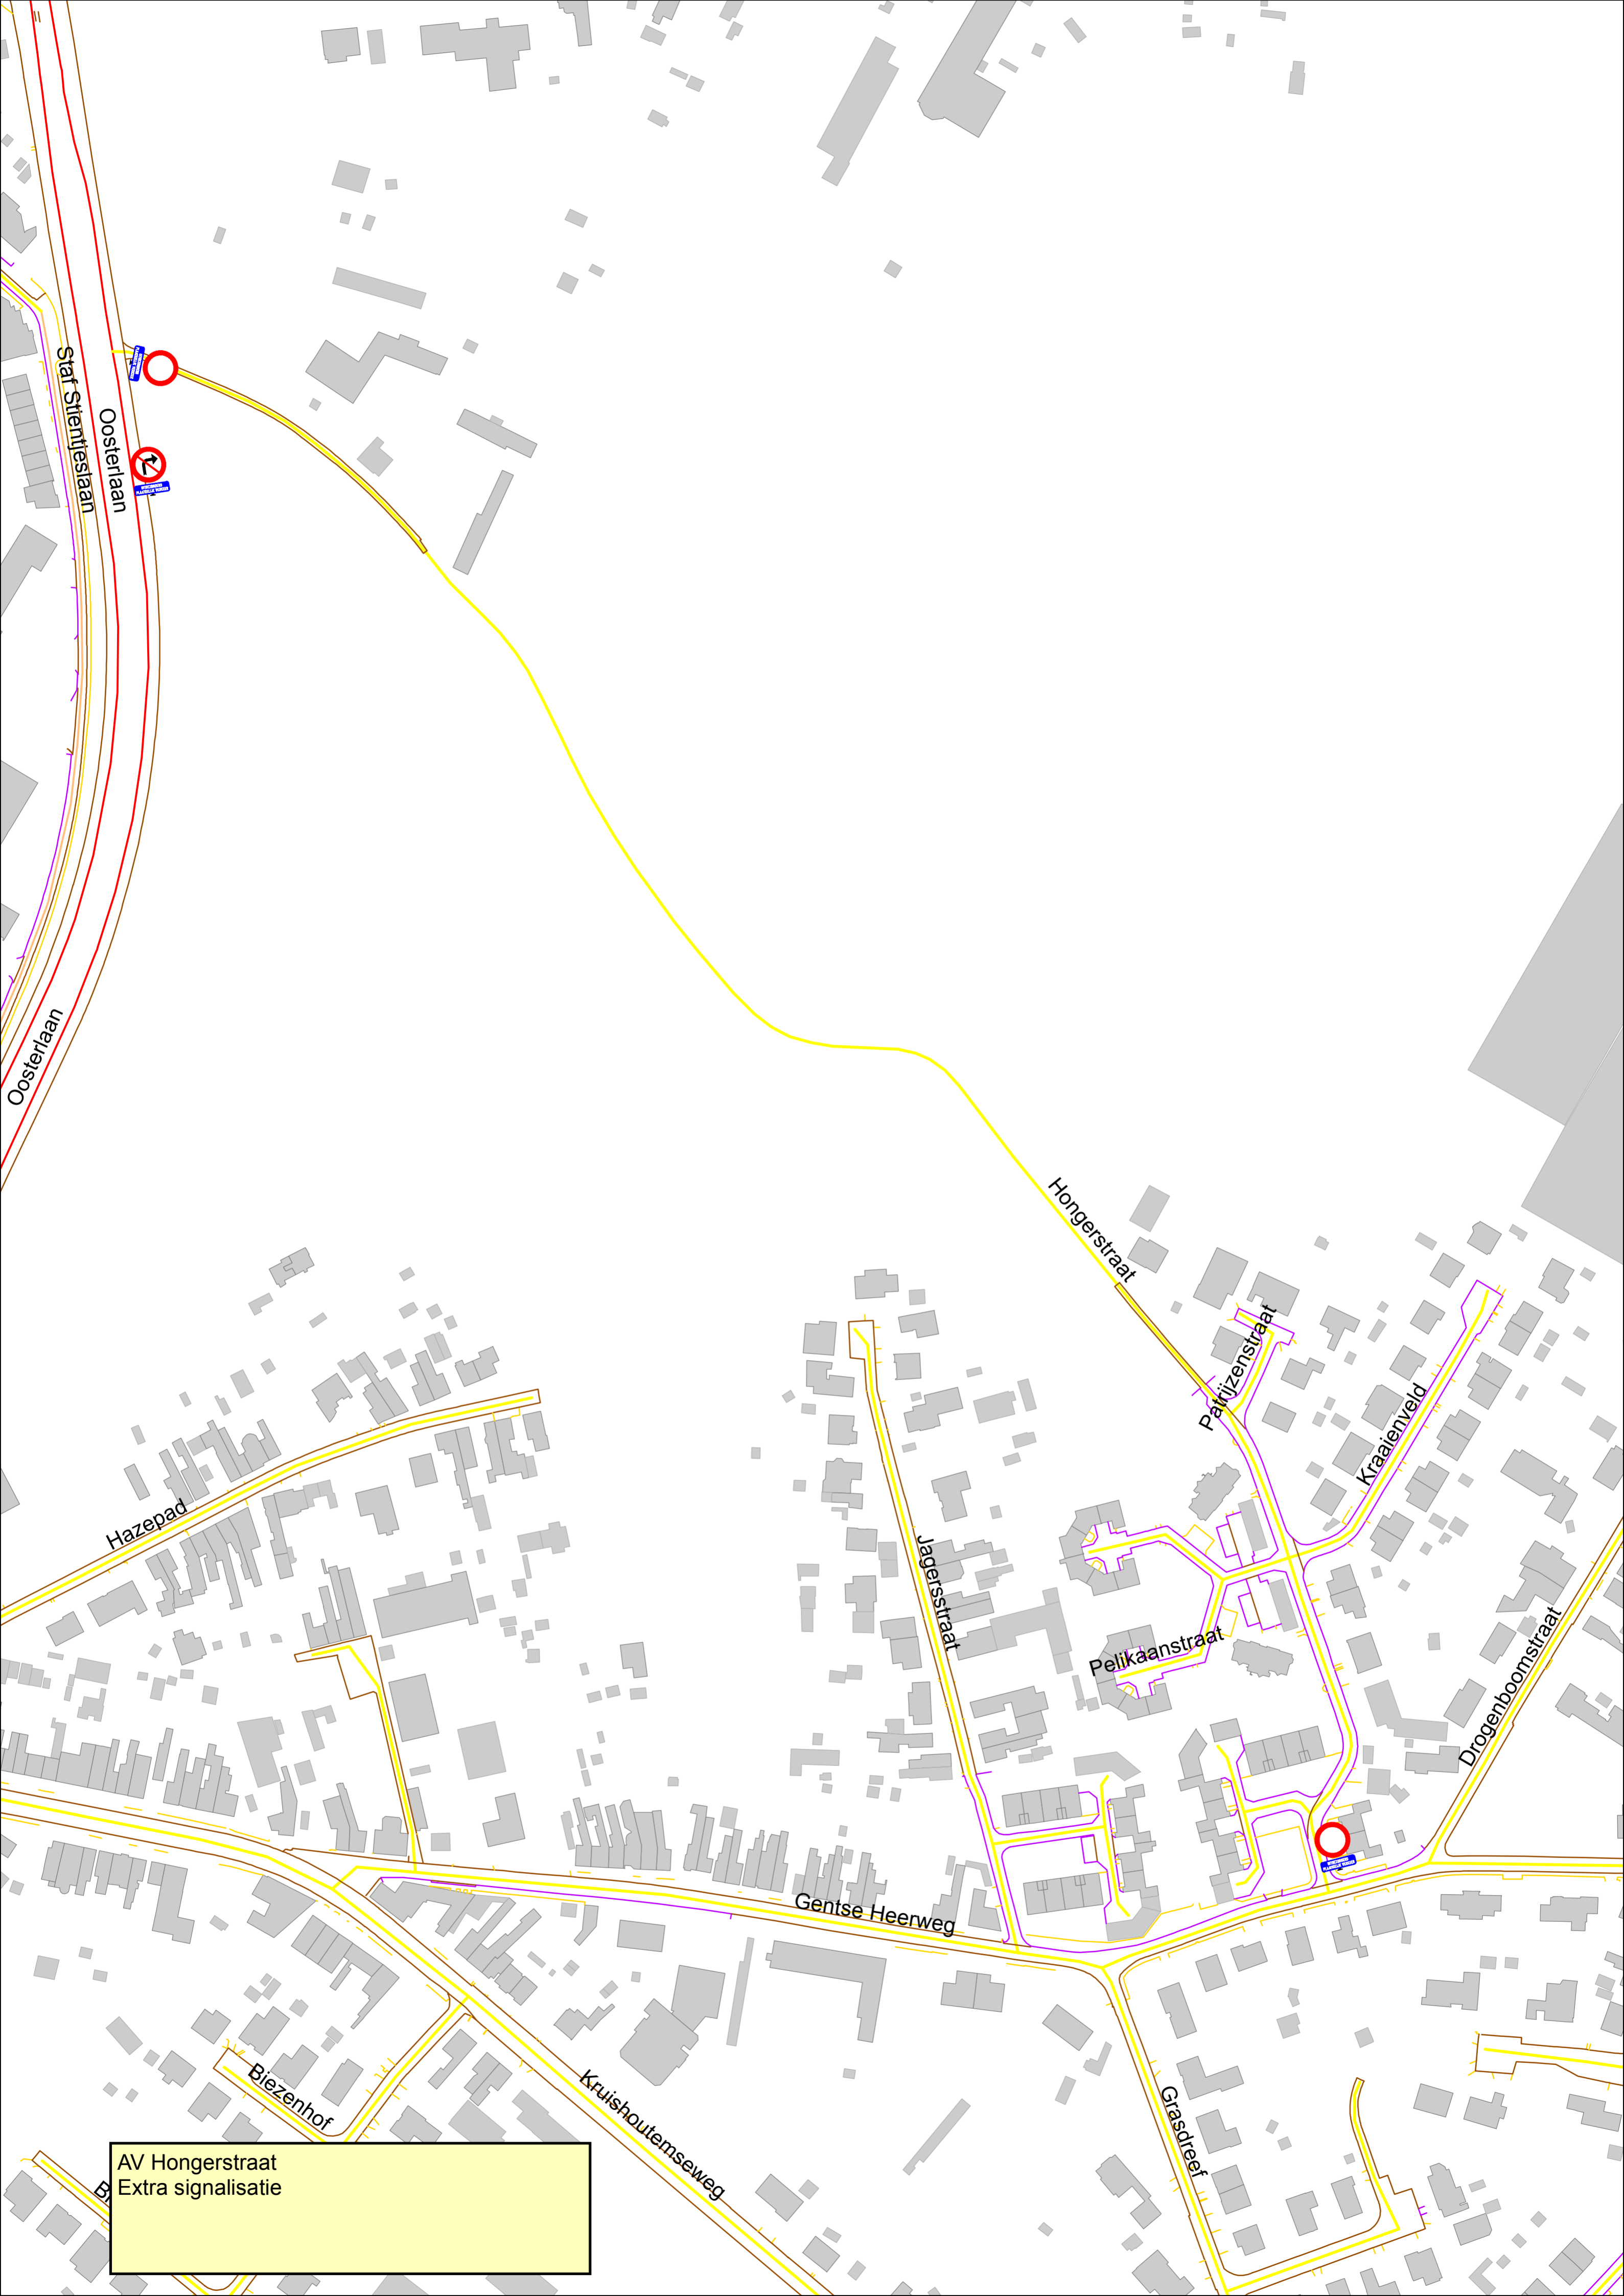 Staf Stientjeslaan
Oosterlaan
Oosterlaan
Hongerstraat
Patrijzenstraat
Kraaienveld
Hazepad
Jagersstraat
Pelikaanstraat
Drogenboomstraat
Gentse Heerweg
Biezenhof
Kruishoutemseweg
Grasdreef
AV Hongerstraat
Extra signalisatie